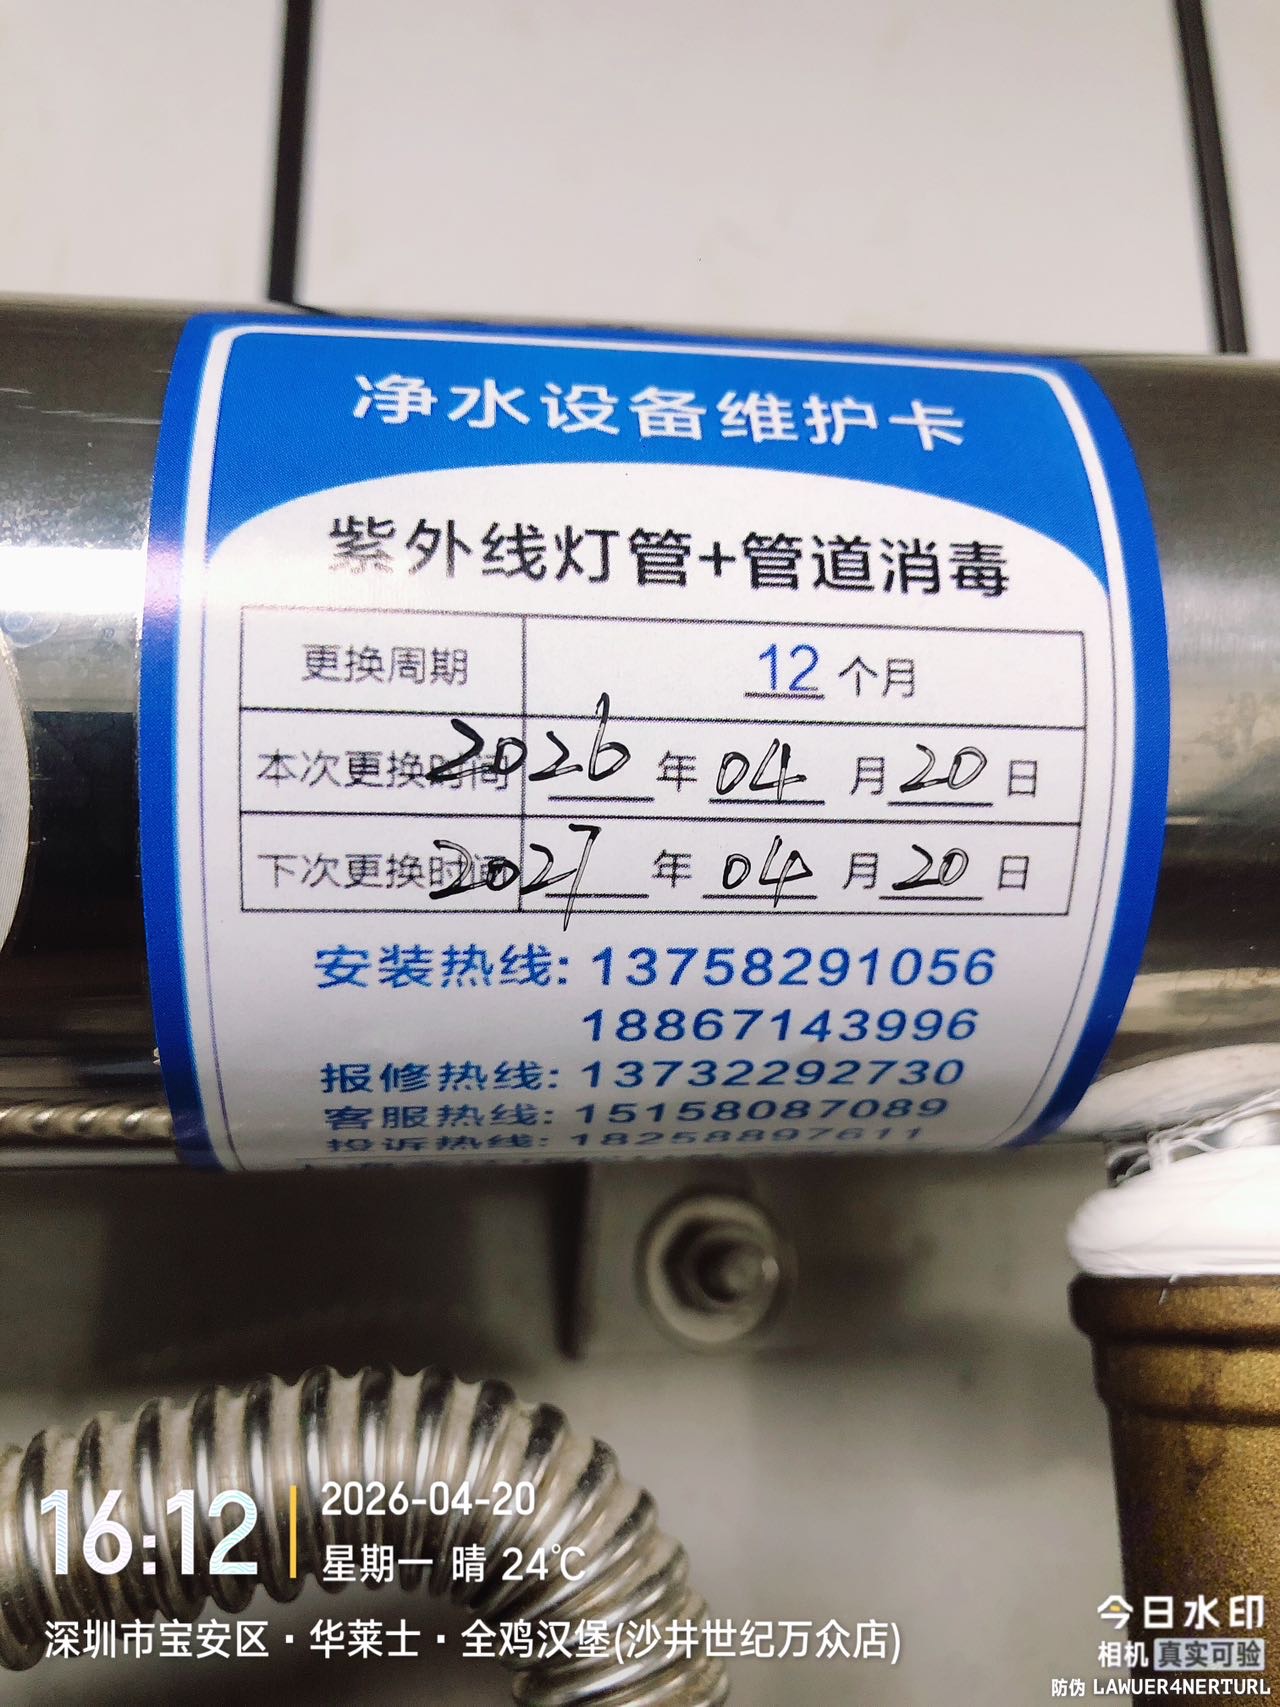 净水设备维护卡
紫外线灯管+管道消毒
更换周期 12 个月
本次更换时间 2026 年 04 月 20 日
下次更换时间 2027 年 04 月 20 日
安装热线: 13758291056
18867143996
报修热线: 13732292730
客服热线: 15158087089
投诉热线: 18258897611
16:12
2026-04-20
星期一 晴 24℃
深圳市宝安区·华莱士·全鸡汉堡(沙井世纪万众店)
今日水印
相机 真实可验
防伪 LAWUER4NERTURL